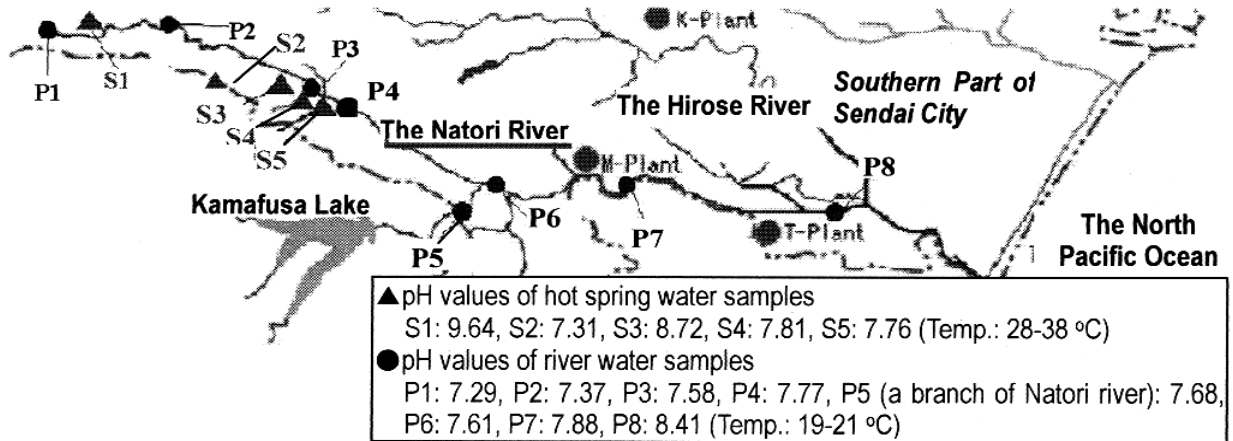 K-Plant
P2
S2
P3
P1
S1
Southern Part of
Sendai City
S3
P4
The Hirose River
S4
The Natori River
S5
M-Plant
P8
Kamafusa Lake
P6
P5
P7
T-Plant
The North
Pacific Ocean
▲pH values of hot spring water samples
S1: 9.64, S2: 7.31, S3: 8.72, S4: 7.81, S5: 7.76 (Temp.: 28-38 ºC)
●pH values of river water samples
P1: 7.29, P2: 7.37, P3: 7.58, P4: 7.77, P5 (a branch of Natori river): 7.68,
P6: 7.61, P7: 7.88, P8: 8.41 (Temp.: 19-21 ºC)